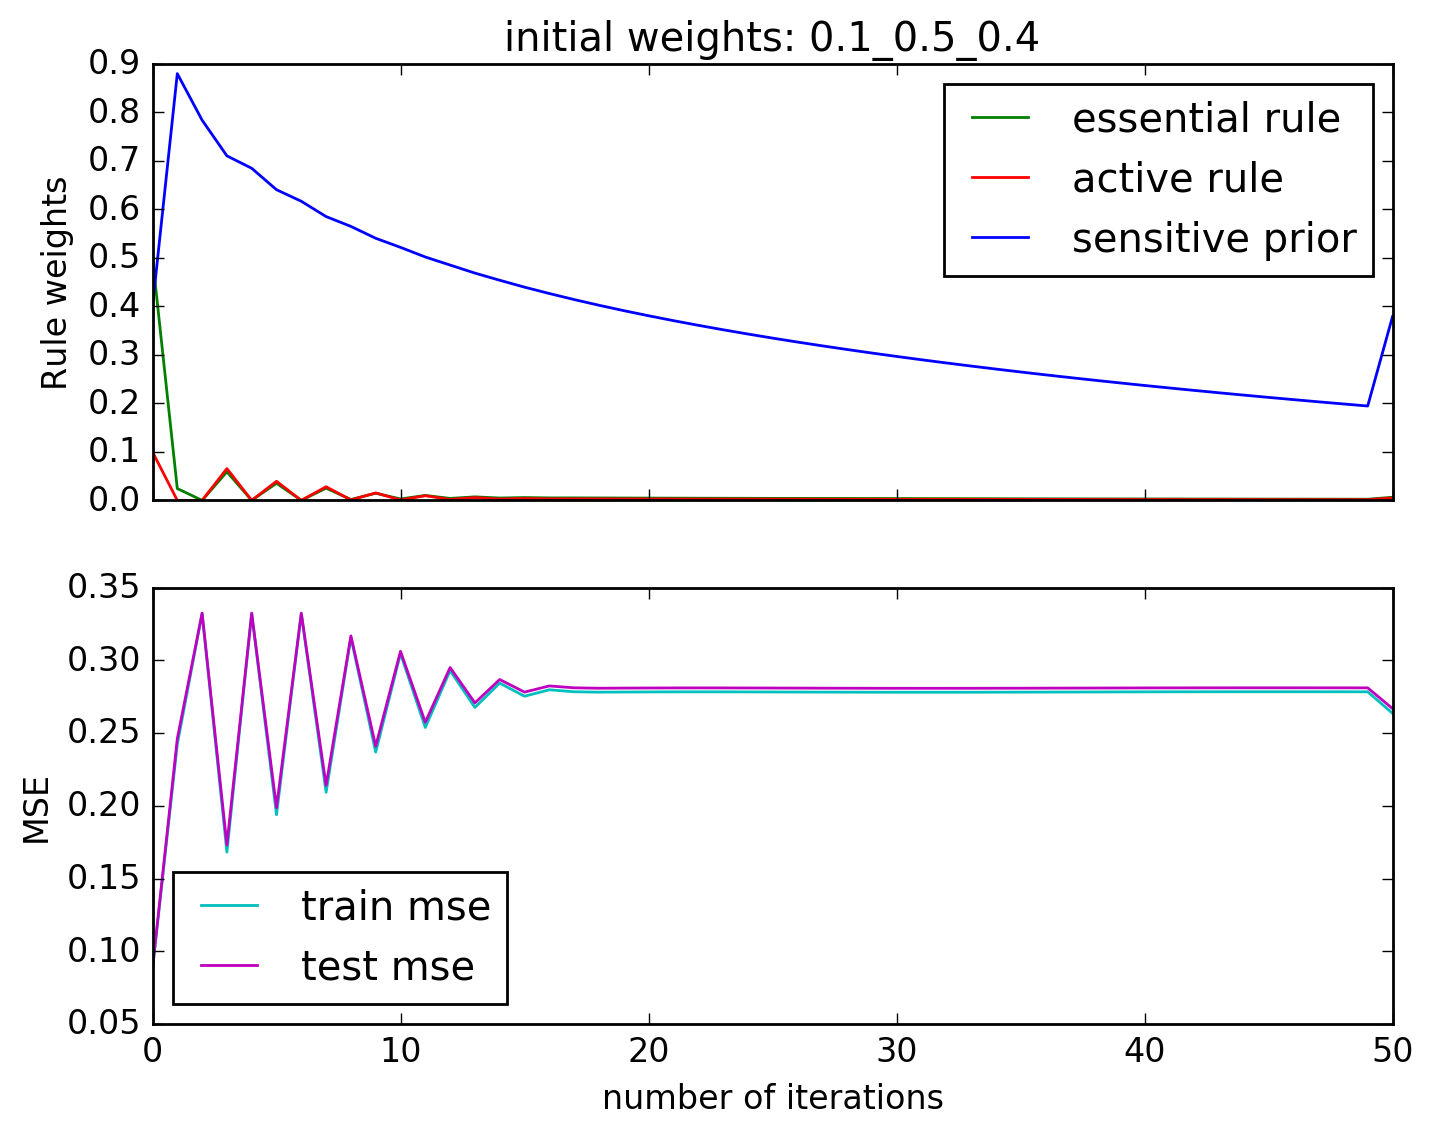 initial weights: 0.1_0.5_0.4
0.9
0.8
0.7
0.6
0.5
0.4
0.3
0.2
0.1
0.0
Rule weights
essential rule
active rule
sensitive prior
0.35
0.30
0.25
0.20
0.15
0.10
0.05
MSE
train mse
test mse
0 10 20 30 40 50
number of iterations